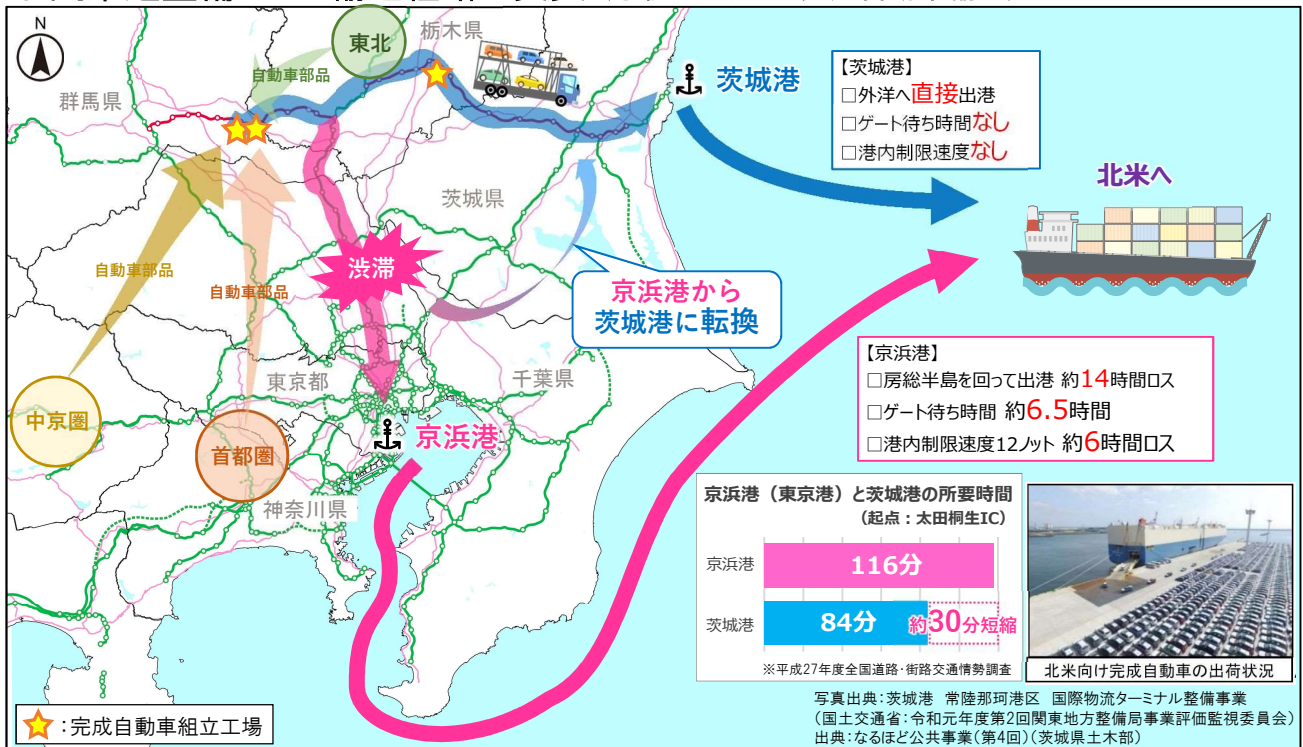 N
東北
栃木県
自動車部品
群馬県
茨城港
【茨城港】
□外洋へ直接出港
□ゲート待ち時間なし
□港内制限速度なし
北米へ
茨城県
渋滞
自動車部品
自動車部品
京浜港から
茨城港に転換
【京浜港】
□房総半島を回って出港 約14時間ロス
□ゲート待ち時間 約6.5時間
□港内制限速度12ノット 約6時間ロス
東京都
千葉県
中京圏
首都圏
京浜港
神奈川県
京浜港（東京港）と茨城港の所要時間
（起点：太田桐生IC）
京浜港
116分
茨城港
84分
約30分短縮
※平成27年度全国道路・街路交通情勢調査
北米向け完成自動車の出荷状況
：完成自動車組立工場
写真出典：茨城港 常陸那珂港区 国際物流ターミナル整備事業
（国土交通省：令和元年度第2回関東地方整備局事業評価監視委員会）
出典：なるほど公共事業（第4回）（茨城県土木部）